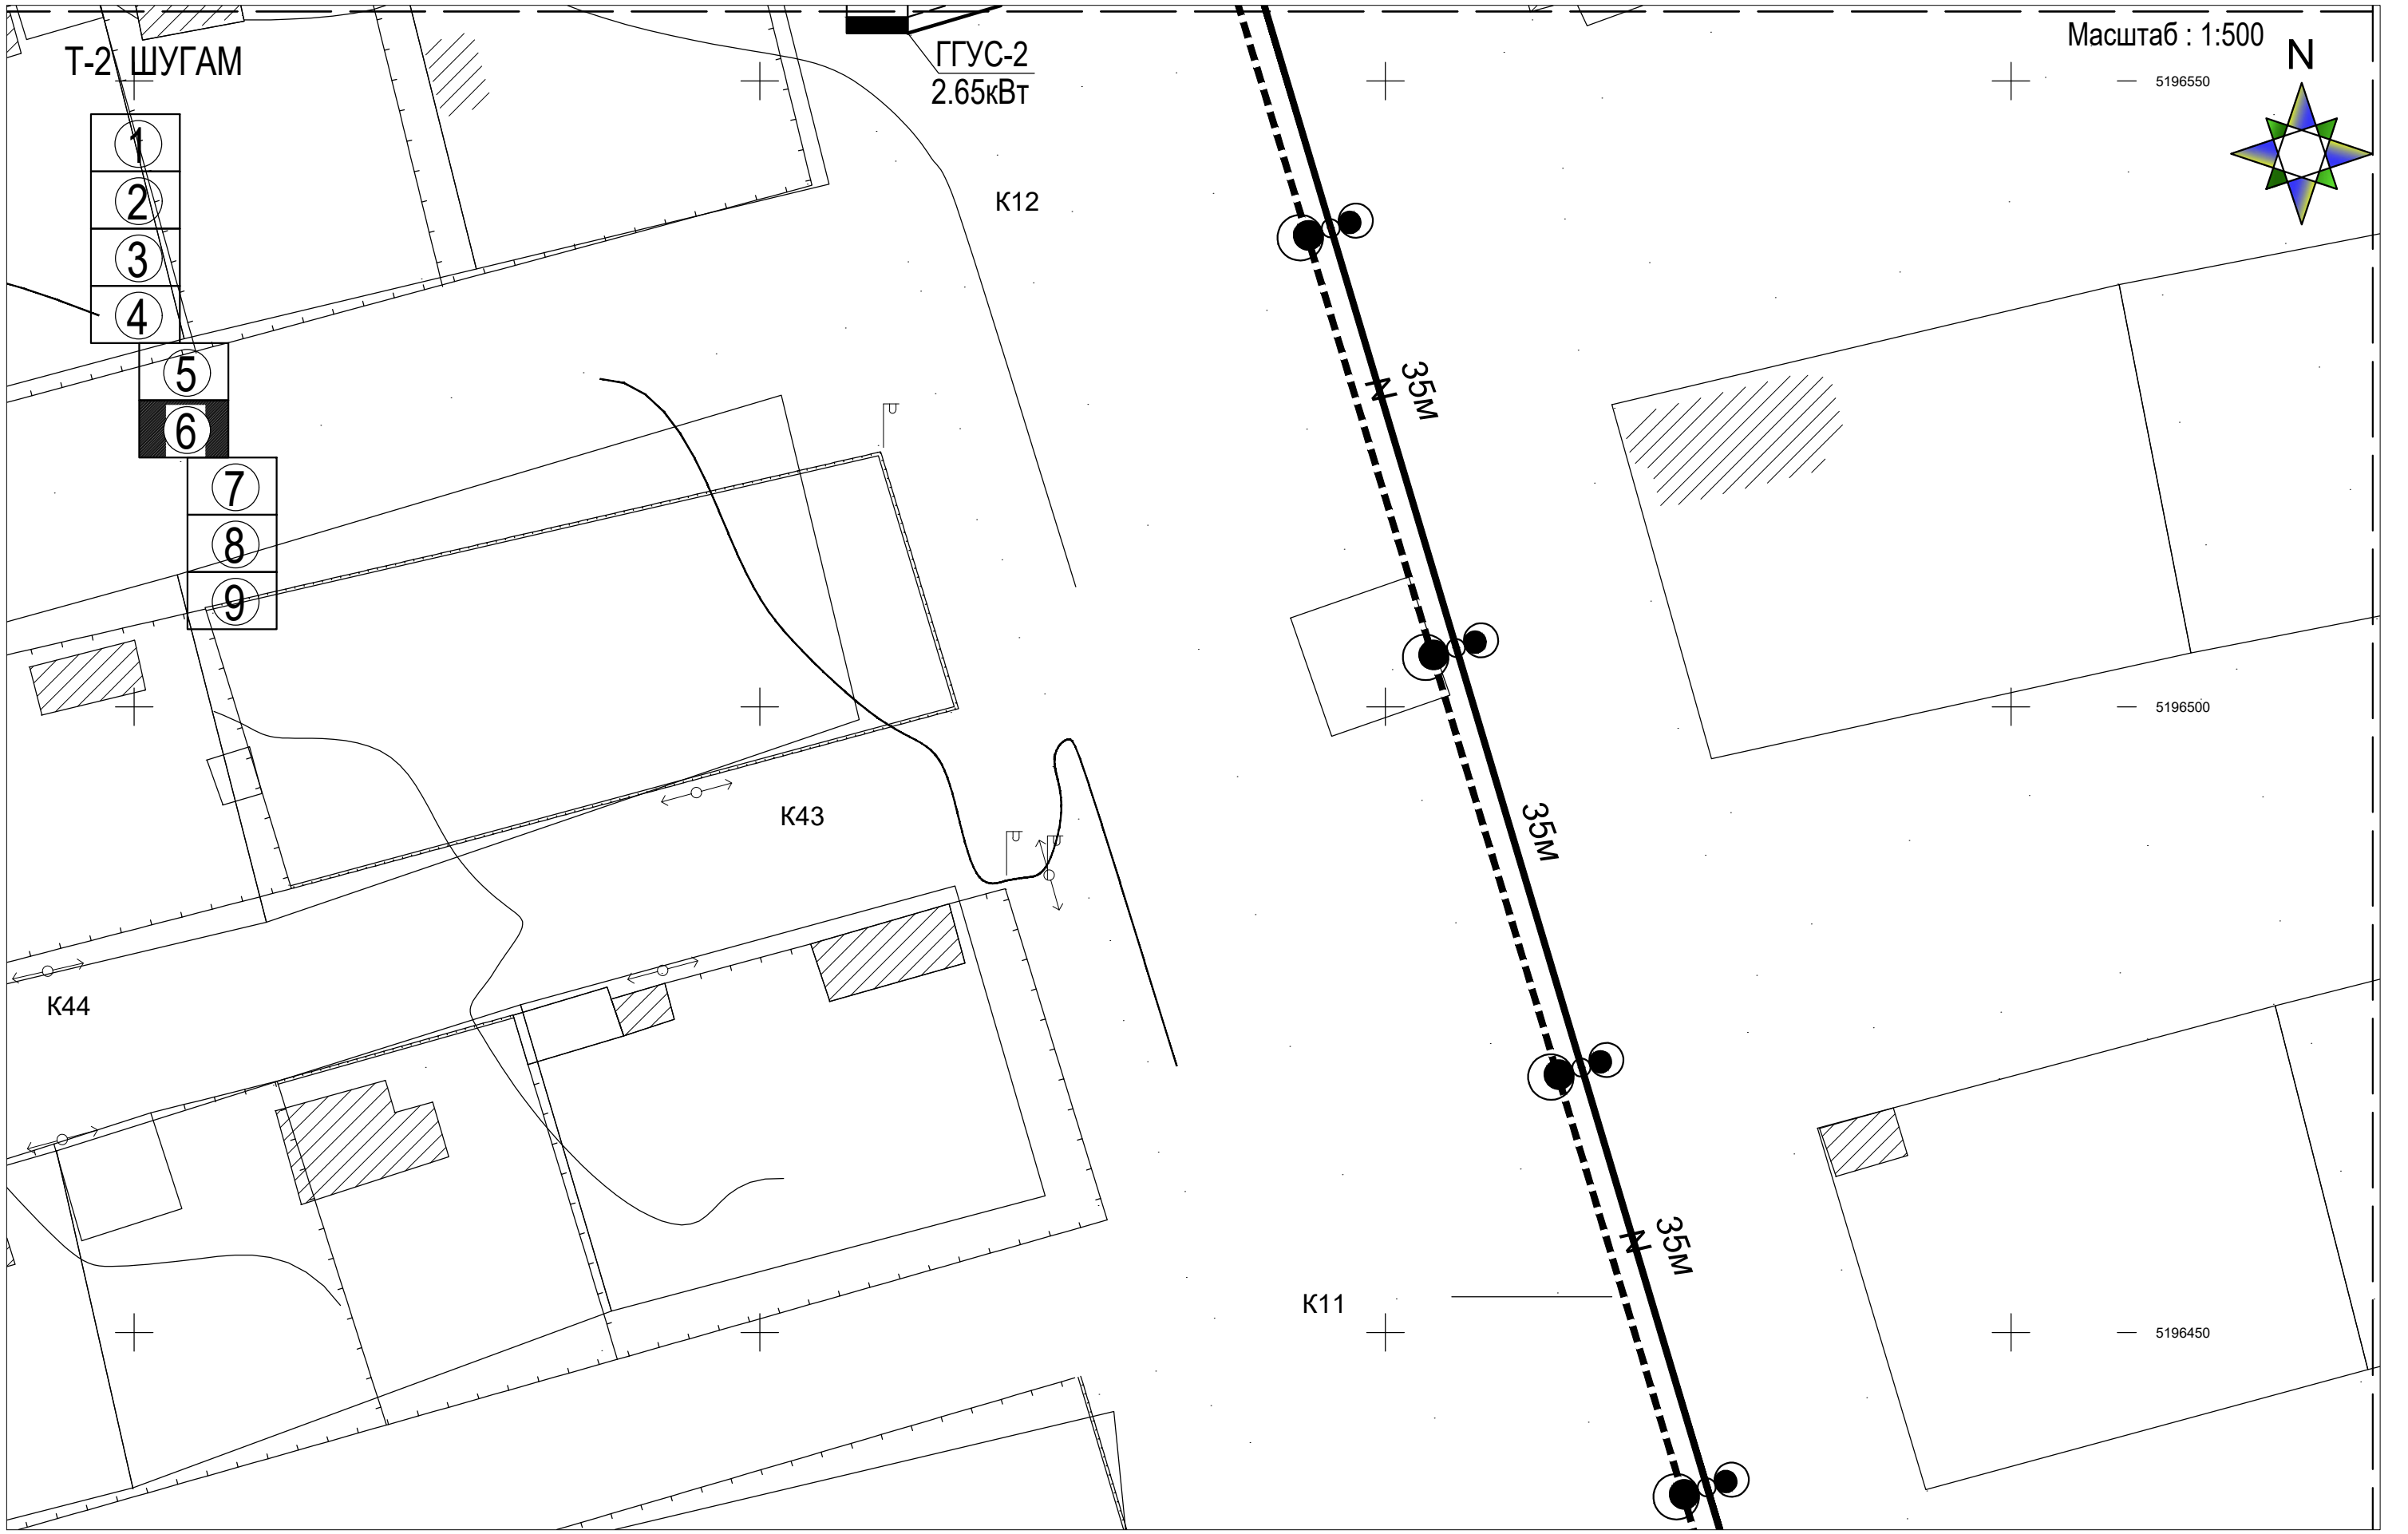 Масштаб : 1:500
N
Т-2 ШУГАМ
ГГУС-2
2.65кВт
5196550
1
2
3
4
5
6
7
8
9
К12
35м
N
5196500
К43
35м
К44
35м
N
К11
5196450